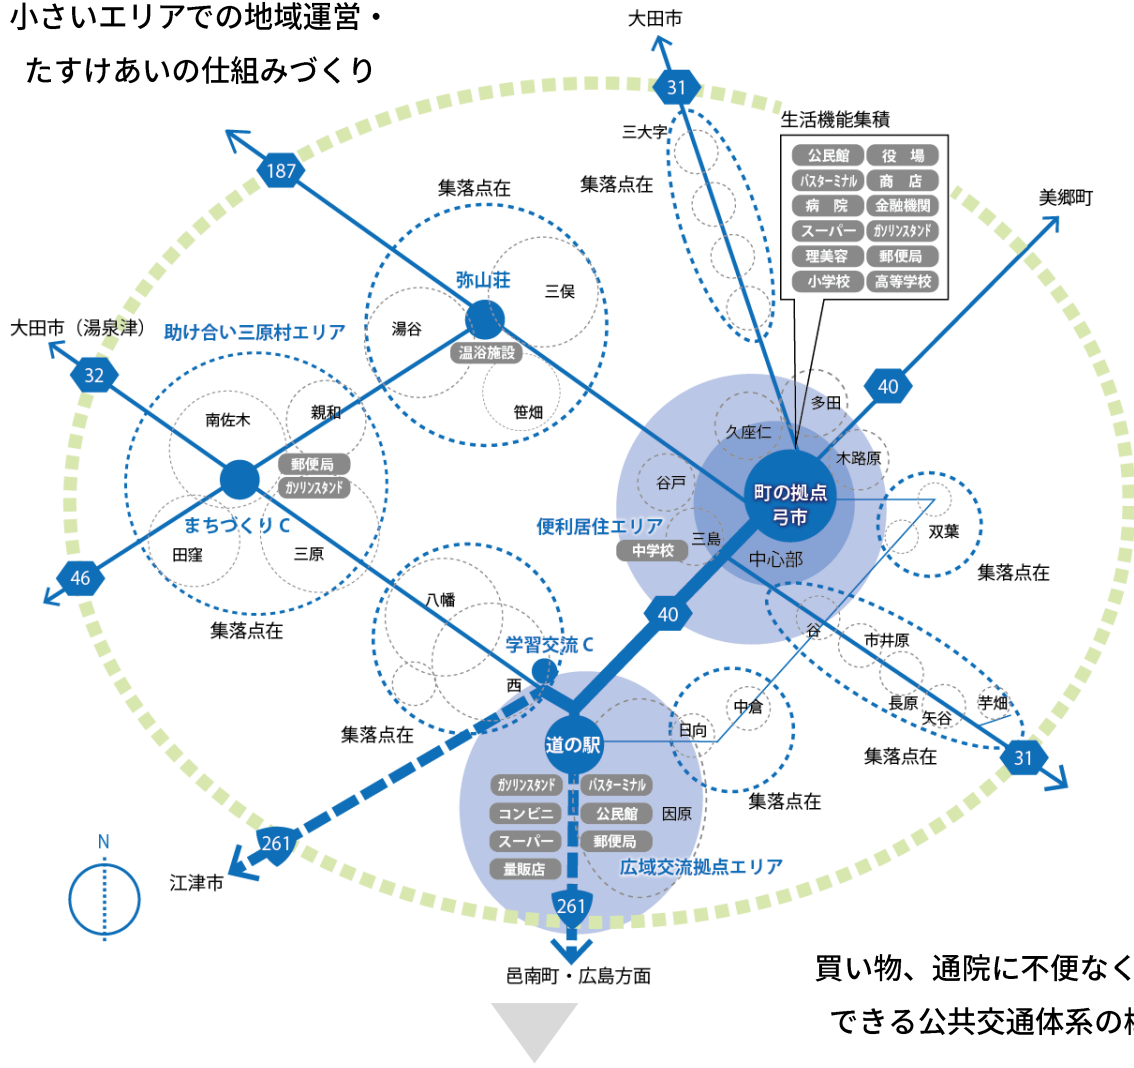 小さいエリアでの地域運営・
たすけあいの仕組みづくり
大田市
31
三大字
集落点在
生活機能集積
公民館
役　場
バスターミナル
商　店
病　院
金融機関
スーパー
ガソリンスタンド
理美容
郵便局
小学校
高等学校
美郷町
187
集落点在
弥山荘
三俣
湯谷
温浴施設
笹畑
大田市（湯泉津）
助け合い三原村エリア
32
南佐木
親和
郵便局
ガソリンスタンド
まちづくりC
田窪
三原
46
集落点在
40
多田
久座仁
木路原
谷戸
町の拠点
弓市
便利居住エリア
三島
中学校
中心部
双葉
集落点在
40
八幡
学習交流C
西
集落点在
谷
市井原
長原
矢谷
芋畑
集落点在
31
中倉
日向
集落点在
道の駅
ガソリンスタンド
バスターミナル
コンビニ
公民館
スーパー
郵便局
量販店
因原
広域交流拠点エリア
261
江津市
N
261
邑南町・広島方面
買い物、通院に不便なく
できる公共交通体系の